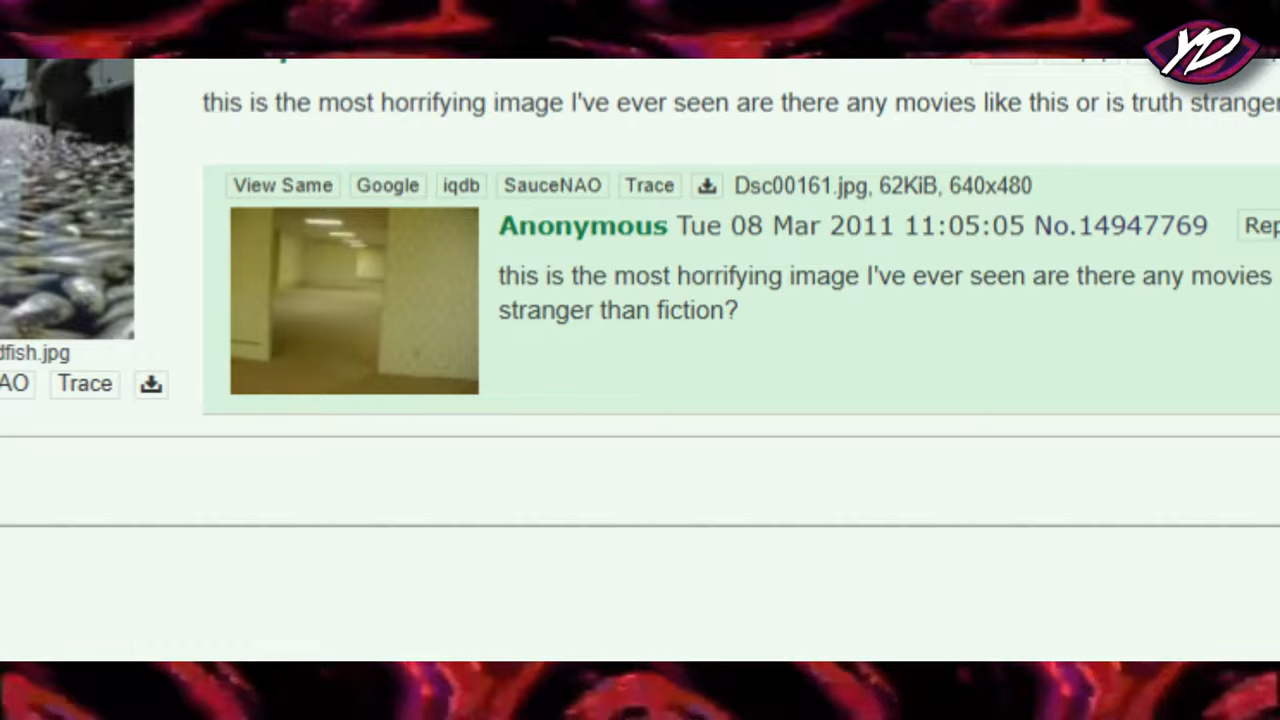 YD
this is the most horrifying image I've ever seen are there any movies like this or is truth stranger
View Same Google iqdb SauceNAO Trace Dsc00161.jpg, 62KiB, 640x480
Anonymous Tue 08 Mar 2011 11:05:05 No.14947769 Rep
this is the most horrifying image I've ever seen are there any movies
stranger than fiction?
dfish.jpg
AO Trace